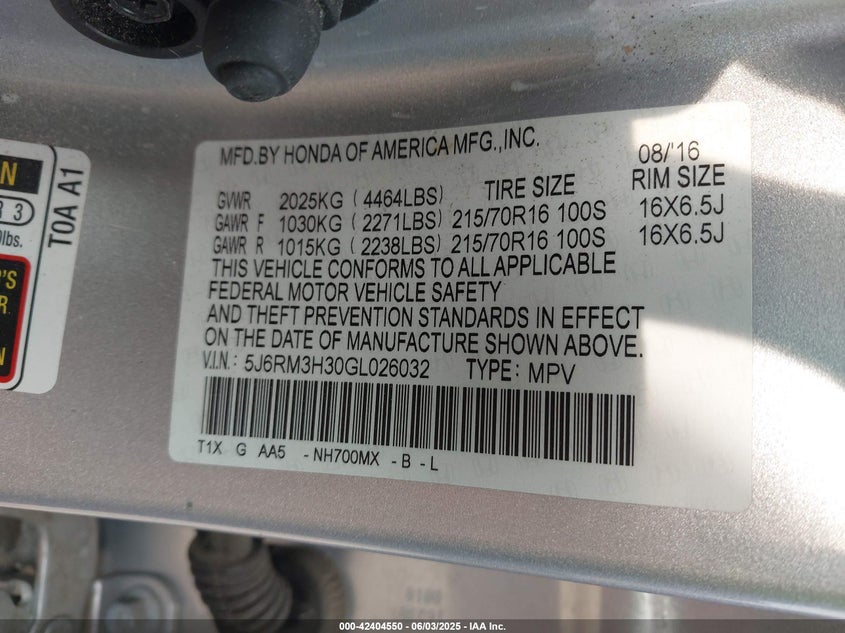 MFD.BY HONDA OF AMERICA MFG.,INC. 08/'16
GVWR 2025KG ( 4464LBS) TIRE SIZE RIM SIZE
GAWR F 1030KG ( 2271LBS) 215/70R16 100S 16X6.5J
GAWR R 1015KG ( 2238LBS) 215/70R16 100S 16X6.5J
THIS VEHICLE CONFORMS TO ALL APPLICABLE
FEDERAL MOTOR VEHICLE SAFETY
AND THEFT PREVENTION STANDARDS IN EFFECT
ON THE DATE OF MANUFACTURE SHOWN ABOVE.
V.I.N.: 5J6RM3H30GL026032 TYPE: MPV
T1X G AA5 -NH700MX -B -L
T0A A1
000-42404550 - 06/03/2025 - IAA Inc.